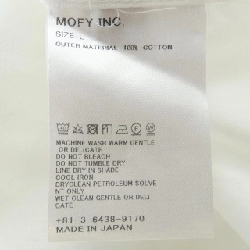 MOFY INC.
SIZE
OUTER MATERIAL 100% COTTON
MACHINE WASH WARM GENTLE
OR DELICATE
DO NOT BLEACH
DO NOT TUMBLE DRY
LINE DRY IN SHADE
COOL IRON
DRYCLEAN PETROLEUM SOLVE
NT ONLY
WET CLEAN GENTLE OR
CATE
+81 3 6438-9170
MADE IN JAPAN